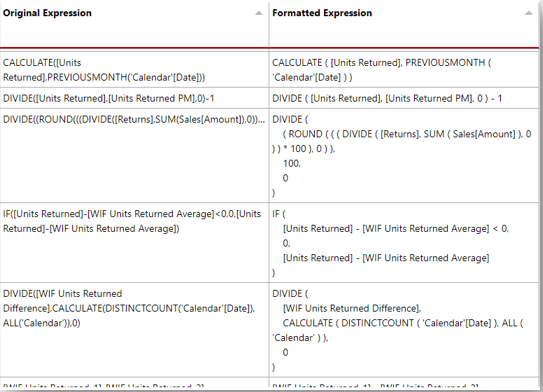 Original Expression
Formatted Expression
CALCULATE([Units
Returned],PREVIOUSMONTH('Calendar'[Date]))
CALCULATE ( [Units Returned], PREVIOUSMONTH (
'Calendar'[Date] ) )
DIVIDE([Units Returned],[Units Returned PM],0)-1
DIVIDE ( [Units Returned], [Units Returned PM], 0 ) - 1
DIVIDE((ROUND(((DIVIDE([Returns],SUM(Sales[Amount]),0))...
DIVIDE (
( ROUND ( ( ( DIVIDE ( [Returns], SUM ( Sales[Amount] ), 0
) ) * 100 ), 0 ) ),
100,
0
)
IF([Units Returned]-[WIF Units Returned Average]<0,0,[Units
Returned]-[WIF Units Returned Average])
IF (
[Units Returned] - [WIF Units Returned Average] < 0,
0,
[Units Returned] - [WIF Units Returned Average]
)
DIVIDE([WIF Units Returned
Difference],CALCULATE(DISTINCTCOUNT('Calendar'[Date]),
ALL('Calendar')),0)
DIVIDE (
[WIF Units Returned Difference],
CALCULATE ( DISTINCTCOUNT ( 'Calendar'[Date] ), ALL (
'Calendar' ) ),
0
)